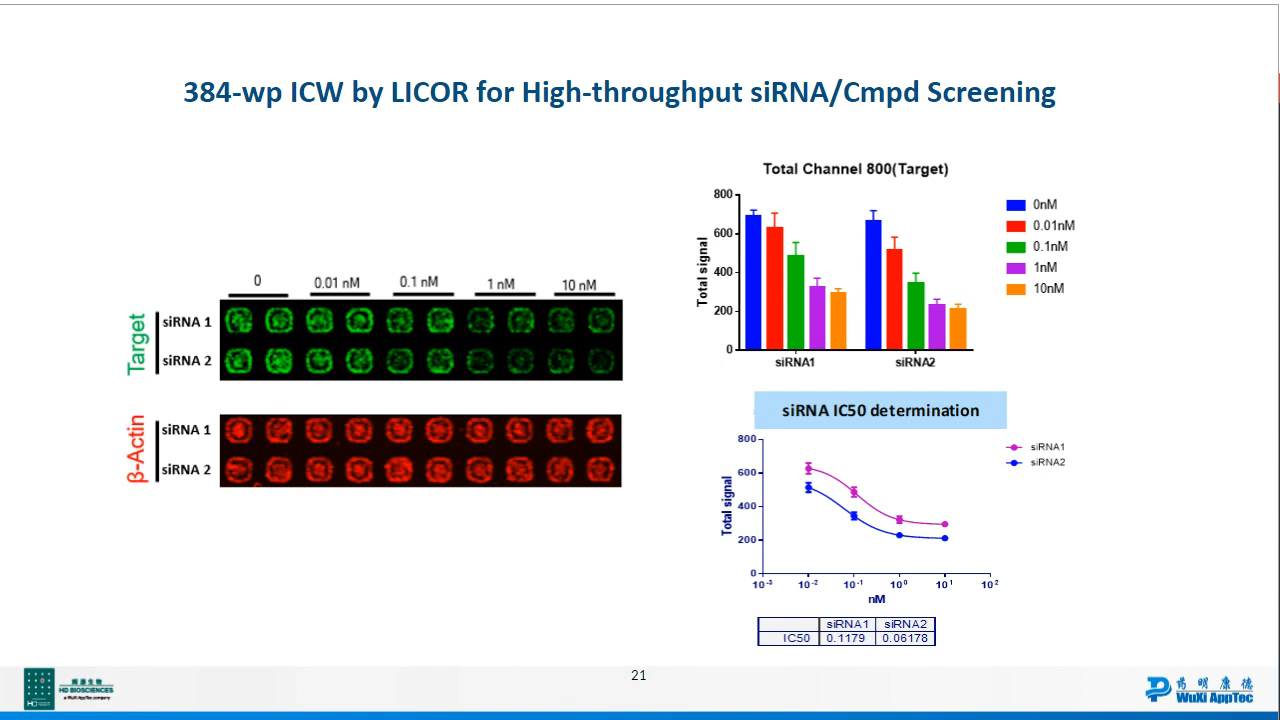 384-wp ICW by LICOR for High-throughput siRNA/Cmpd Screening
0 0.01 nM 0.1 nM 1 nM 10 nM
Target
siRNA 1
siRNA 2
β-Actin
siRNA 1
siRNA 2
Total Channel 800(Target)
Total signal
800
600
400
200
0
siRNA1 siRNA2
0nM
0.01nM
0.1nM
1nM
10nM
siRNA IC50 determination
Total signal
800
600
400
200
0
10⁻³ 10⁻² 10⁻¹ 10⁰ 10¹ 10²
nM
siRNA1
siRNA2
siRNA1 siRNA2
IC50 0.1179 0.06178
21
HD
HD BIOSCIENCES
a WuXi AppTec company
药明康德
WuXi AppTec